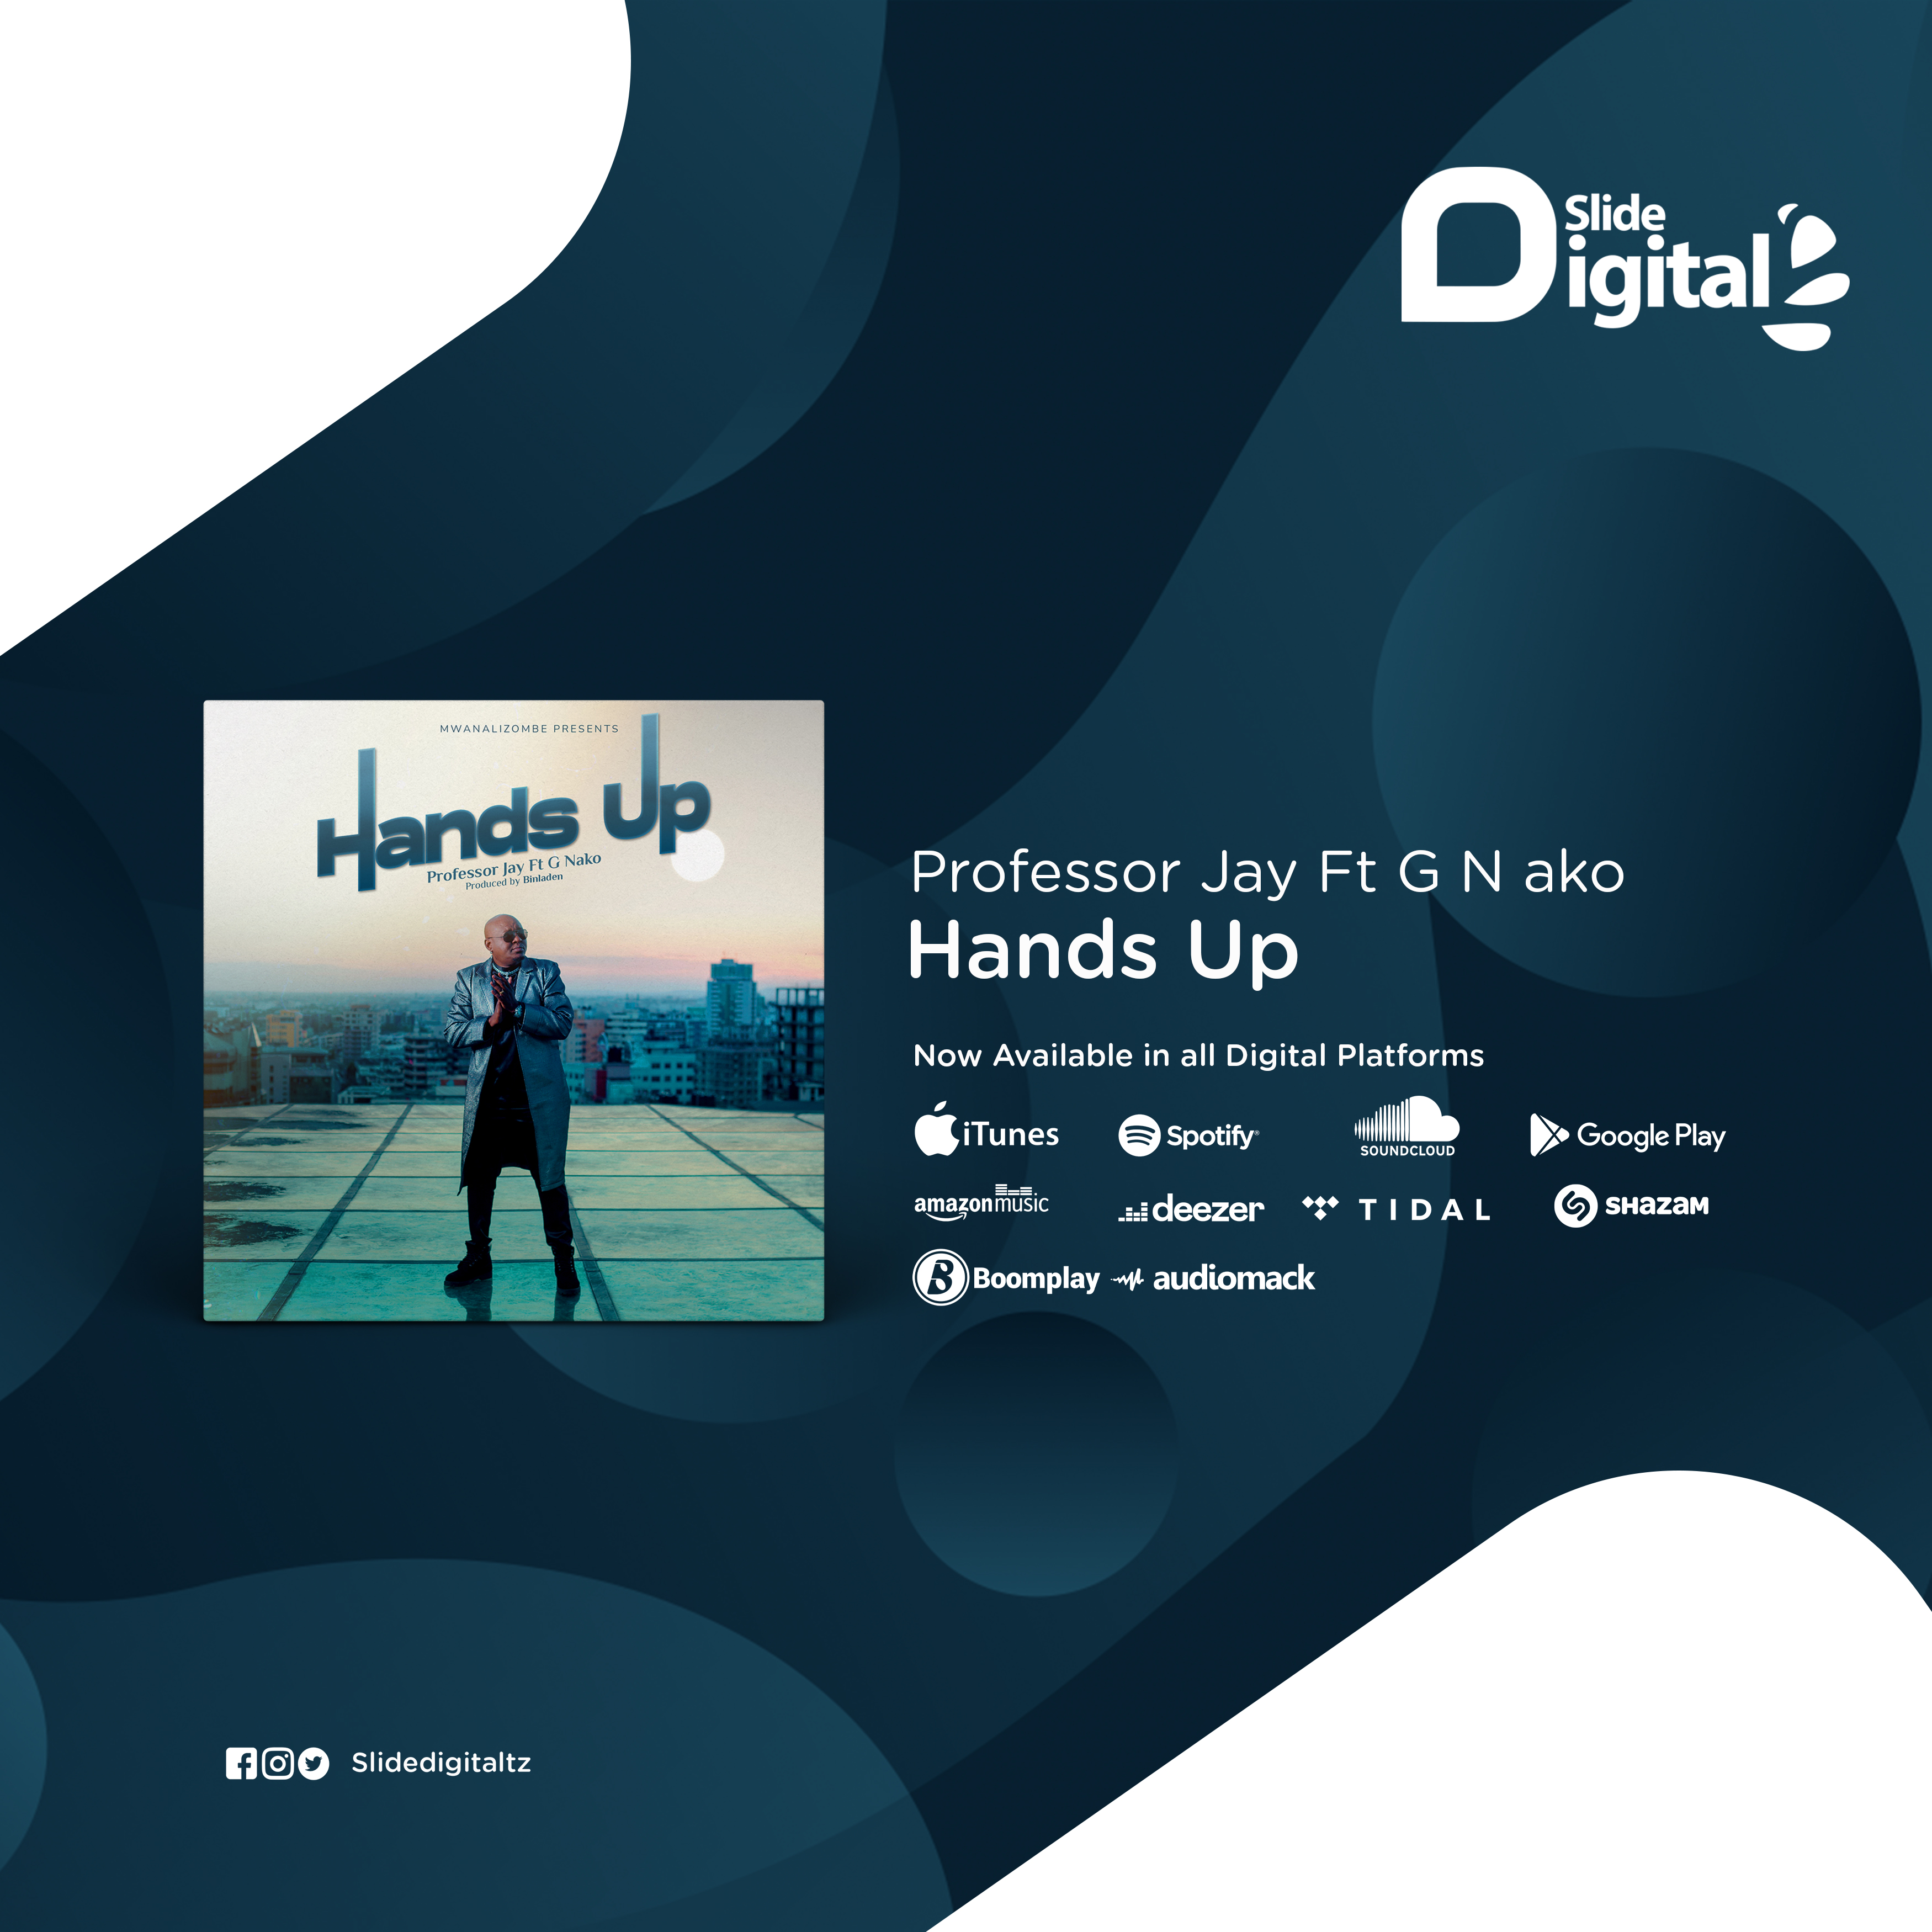 Slide
Digital
MWANALIZOMBE PRESENTS
Hands Up
Professor Jay Ft G Nako
Produced by Binladen
Professor Jay Ft G N ako
Hands Up
Now Available in all Digital Platforms
iTunes Spotify SOUNDCLOUD Google Play
amazon music deezer TIDAL SHAZAM
Boomplay audiomack
Slidedigitaltz